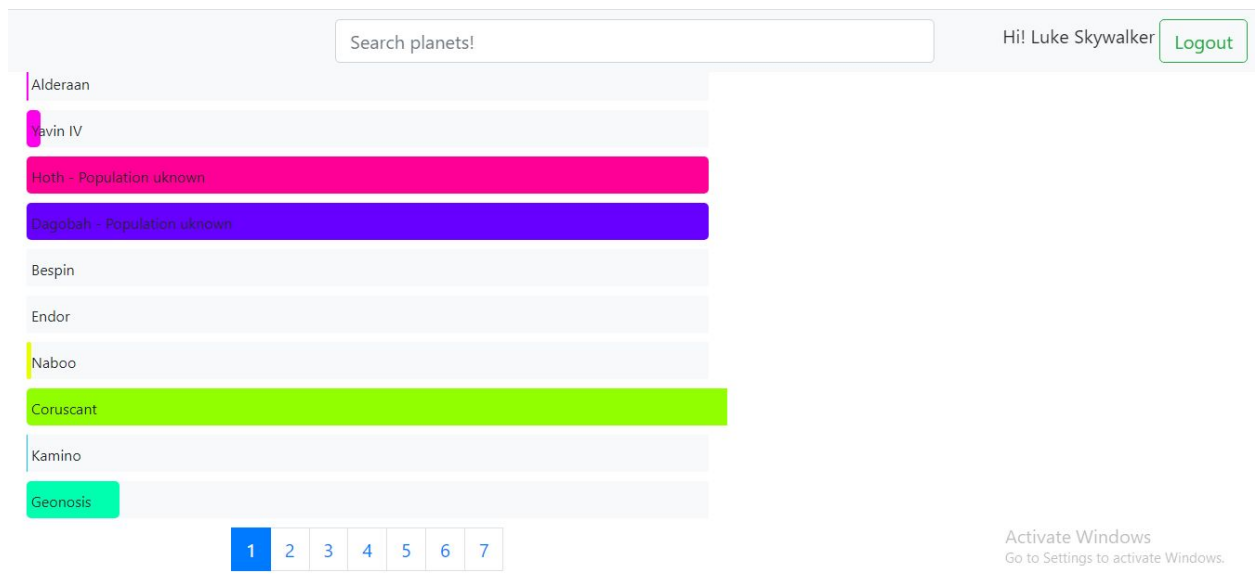 Search planets!
Hi! Luke Skywalker
Logout
Alderaan
Yavin IV
Hoth - Population uknown
Dagobah - Population uknown
Bespin
Endor
Naboo
Coruscant
Kamino
Geonosis
1 2 3 4 5 6 7
Activate Windows
Go to Settings to activate Windows.